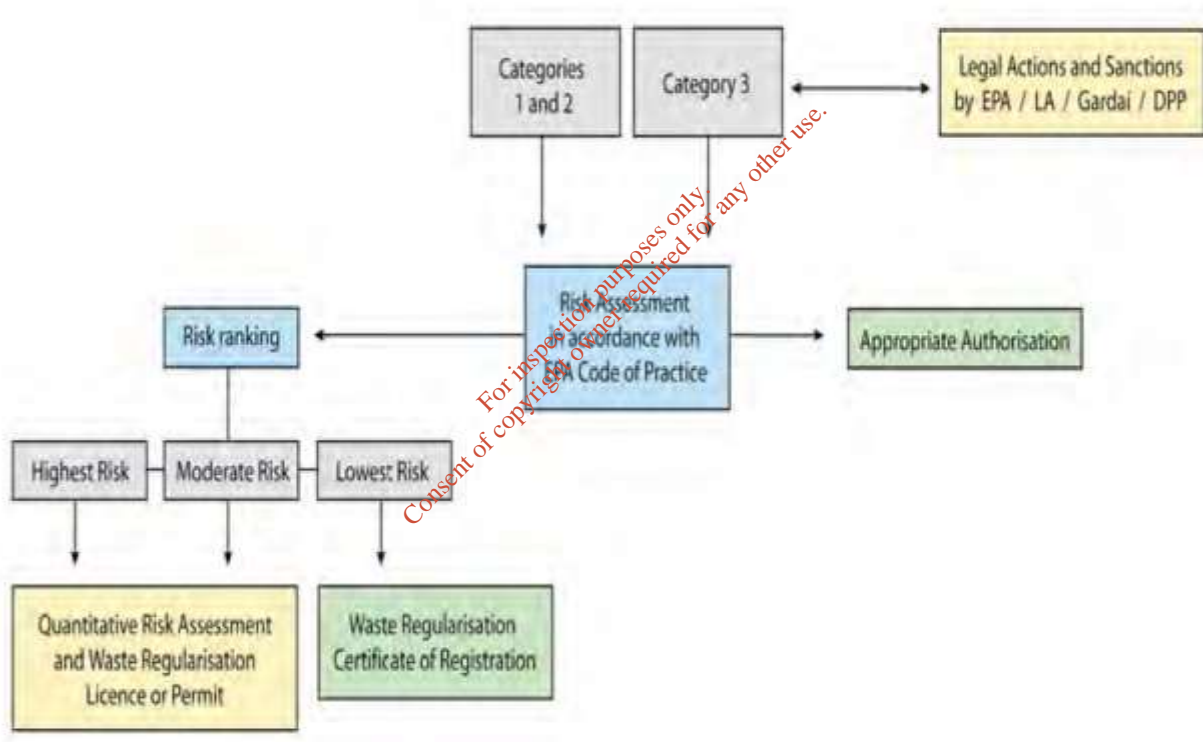 Categories
1 and 2
Category 3
Legal Actions and Sanctions
by EPA / LA / Gardaí / DPP
Risk Assessment
in accordance with
EPA Code of Practice
Risk ranking
Appropriate Authorisation
Highest Risk
Moderate Risk
Lowest Risk
Quantitative Risk Assessment
and Waste Regularisation
Licence or Permit
Waste Regularisation
Certificate of Registration
For inspection purposes only.
Consent of copyright owner required for any other use.